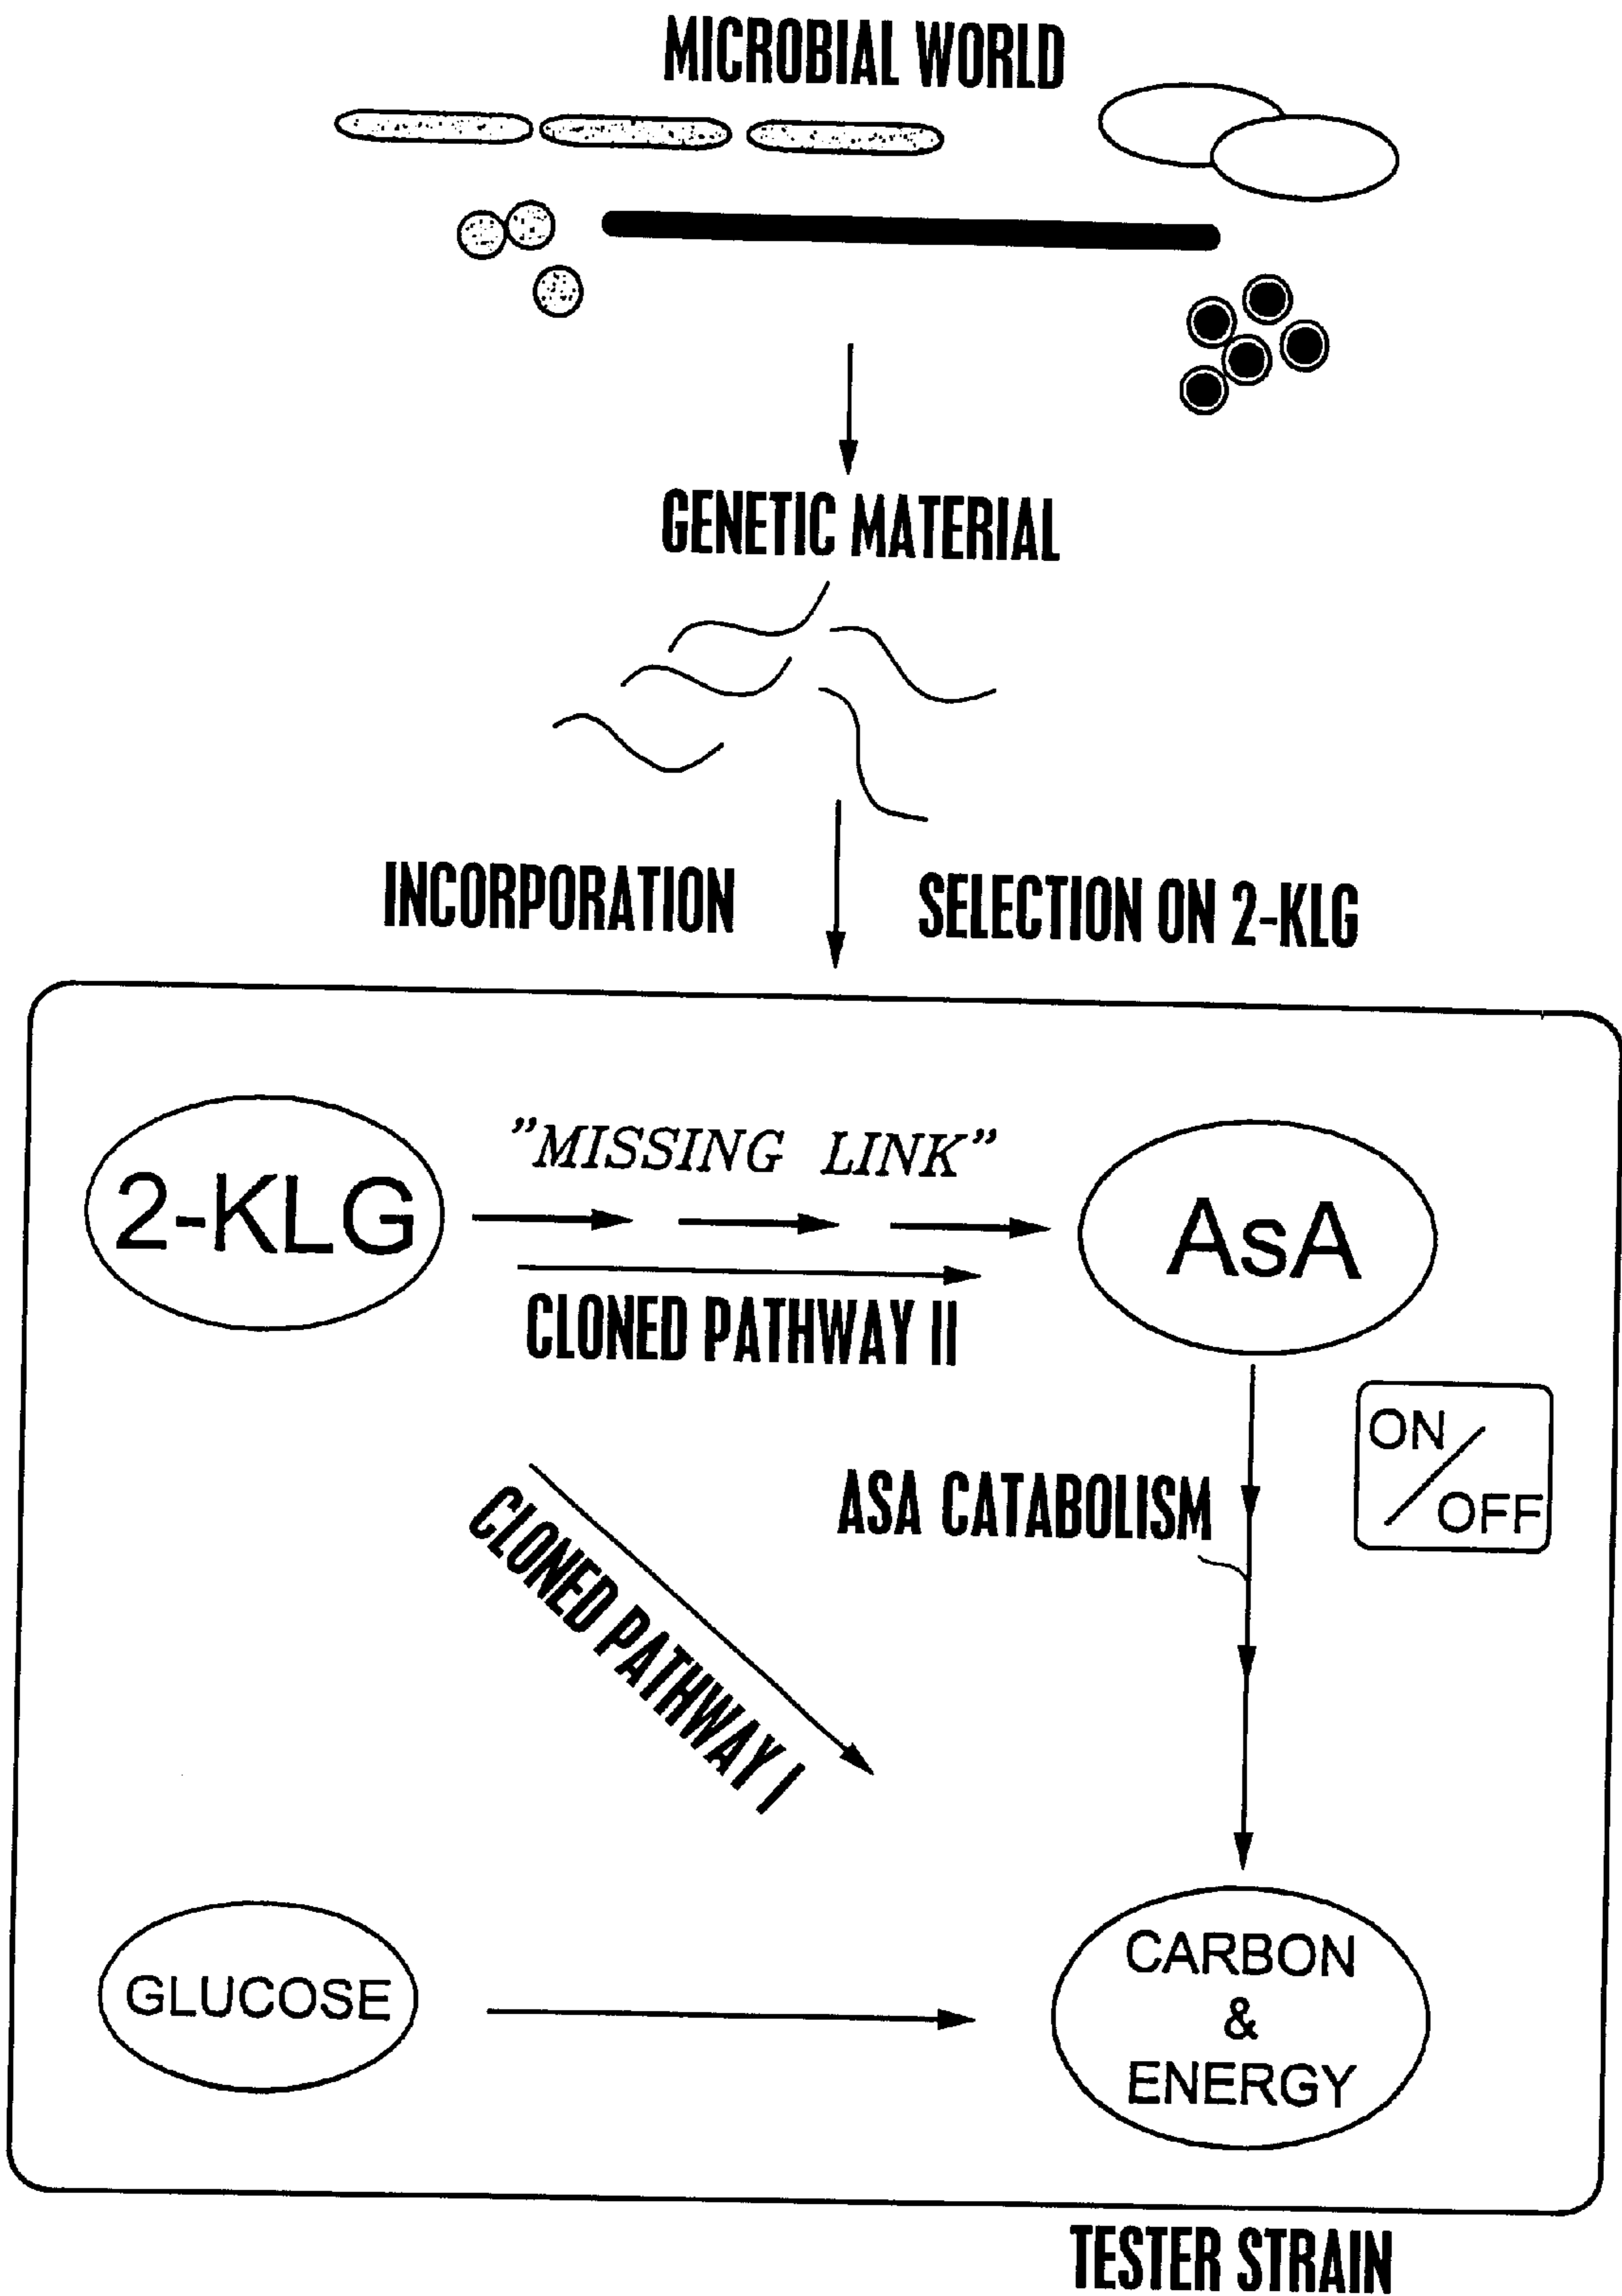 MICROBIAL WORLD
GENETIC MATERIAL
INCORPORATION
SELECTION ON 2-KLG
"MISSING LINK"
2-KLG
AsA
CLONED PATHWAY II
ON
OFF
ASA CATABOLISM
CLONED PATHWAY I
GLUCOSE
CARBON
&
ENERGY
TESTER STRAIN